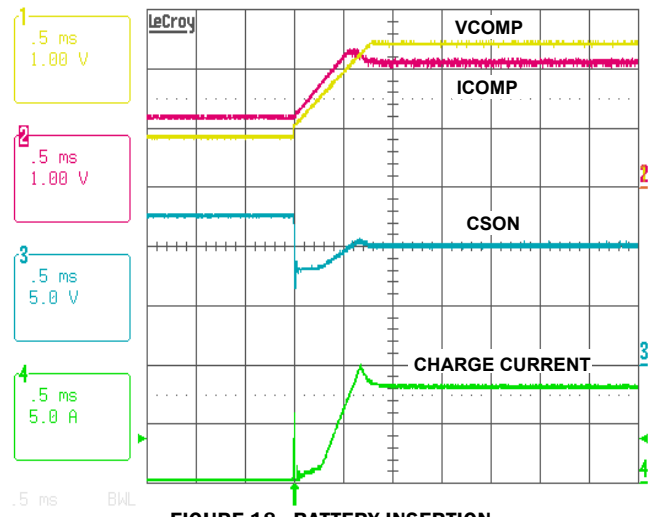 1
.5 ms
1.00 V
2
.5 ms
1.00 V
3
.5 ms
5.0 V
4
.5 ms
5.0 A
.5 ms BWL
LeCroy
VCOMP
ICOMP
2
CSON
3
CHARGE CURRENT
4
FIGURE 18. BATTERY INSERTION